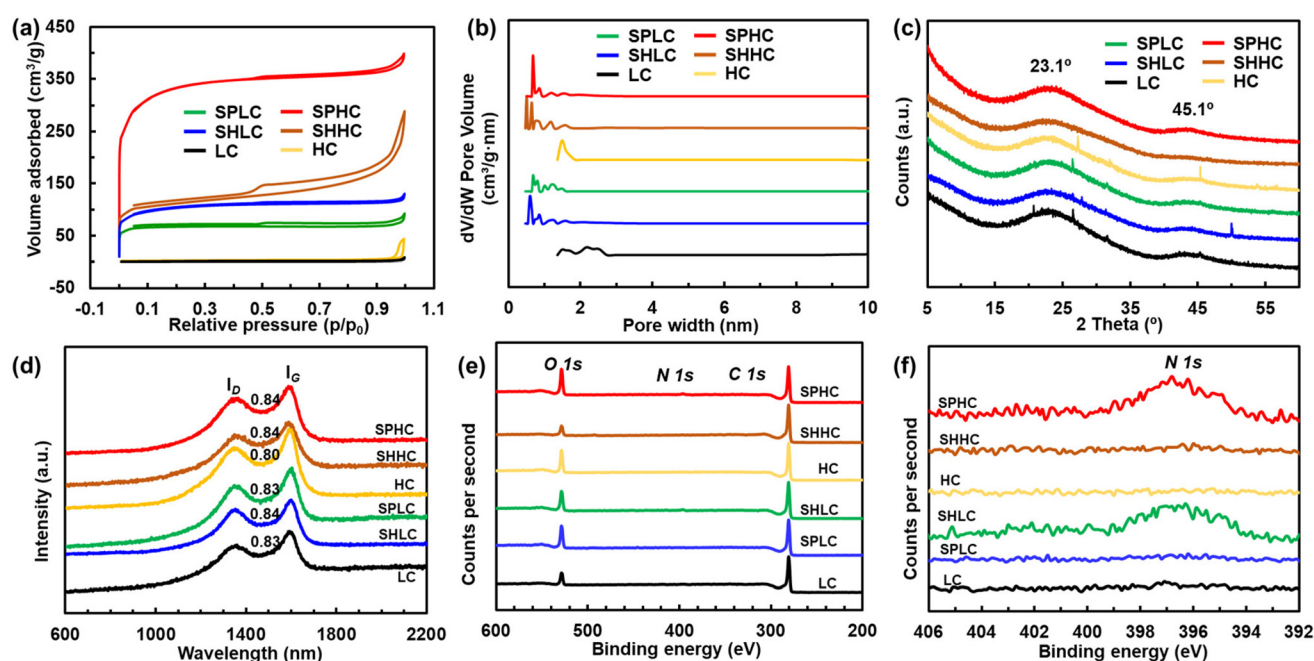 (a)
Volume adsorbed (cm³/g)
450
350
250
150
50
-50
SPLC SPHC
SHLC SHHC
LC HC
-0.1 0.1 0.3 0.5 0.7 0.9 1.1
Relative pressure (p/p₀)
(b)
dV/dW Pore Volume
(cm³/g·nm)
SPLC SPHC
SHLC SHHC
LC HC
0 2 4 6 8 10
Pore width (nm)
(c)
Counts (a.u.)
SPLC SPHC
SHLC SHHC
LC HC
23.1º
45.1º
5 15 25 35 45 55
2 Theta (º)
(d)
Intensity (a.u.)
I_D I_G
0.84
SPHC
0.84
SHHC
0.80
HC
0.83
SPLC
0.84
SHLC
0.83
LC
600 1000 1400 1800 2200
Wavelength (nm)
(e)
Counts per second
O 1s N 1s C 1s
SPHC
SHHC
HC
SHLC
SPLC
LC
600 500 400 300 200
Binding energy (eV)
(f)
Counts per second
N 1s
SPHC
SHHC
HC
SHLC
SPLC
LC
406 404 402 400 398 396 394 392
Binding energy (eV)